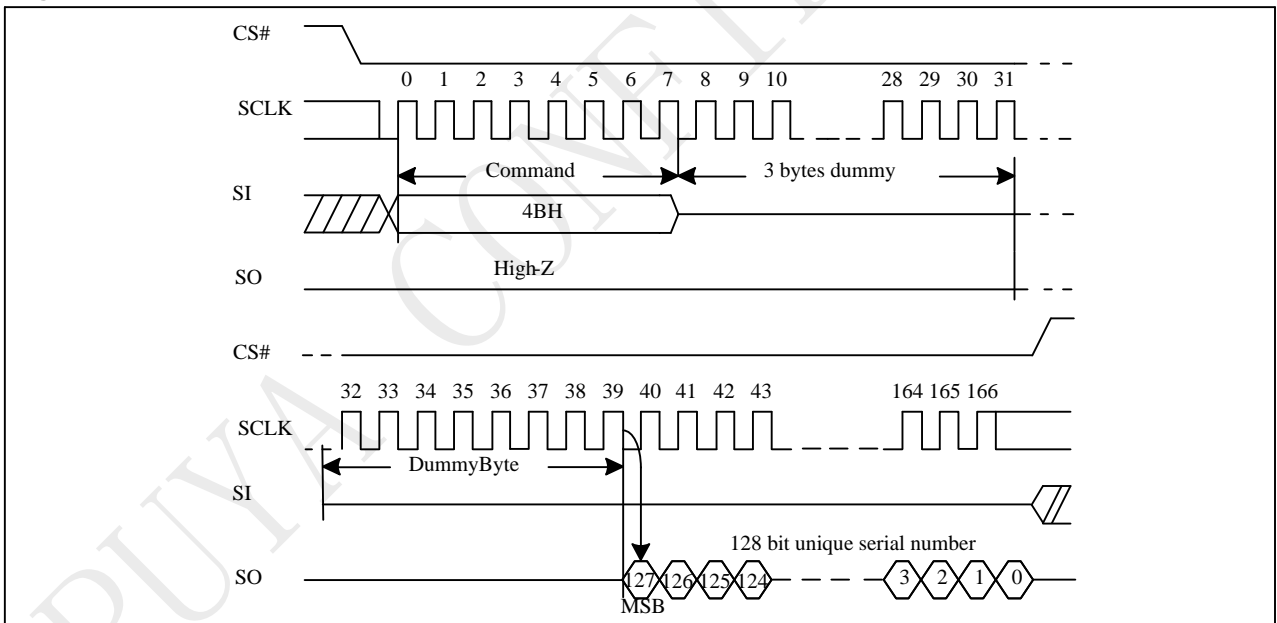 CS#
0 1 2 3 4 5 6 7 8 9 10 28 29 30 31
SCLK
Command 3 bytes dummy
SI
4BH
High-Z
SO
CS#
32 33 34 35 36 37 38 39 40 41 42 43 164 165 166
SCLK
DummyByte
SI
128 bit unique serial number
SO 127 126 125 124 3 2 1 0
MSB
PUYA CONFI